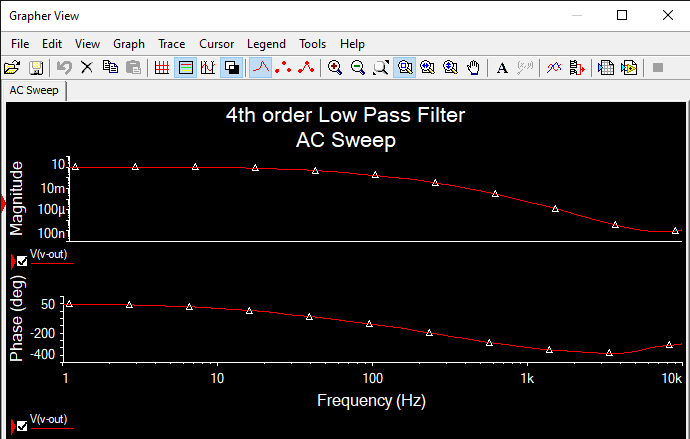 Grapher View
File Edit View Graph Trace Cursor Legend Tools Help
AC Sweep
4th order Low Pass Filter
AC Sweep
Magnitude
10
10m
100µ
100n
V(v-out)
Phase (deg)
50
-200
-400
1 10 100 1k 10k
Frequency (Hz)
V(v-out)